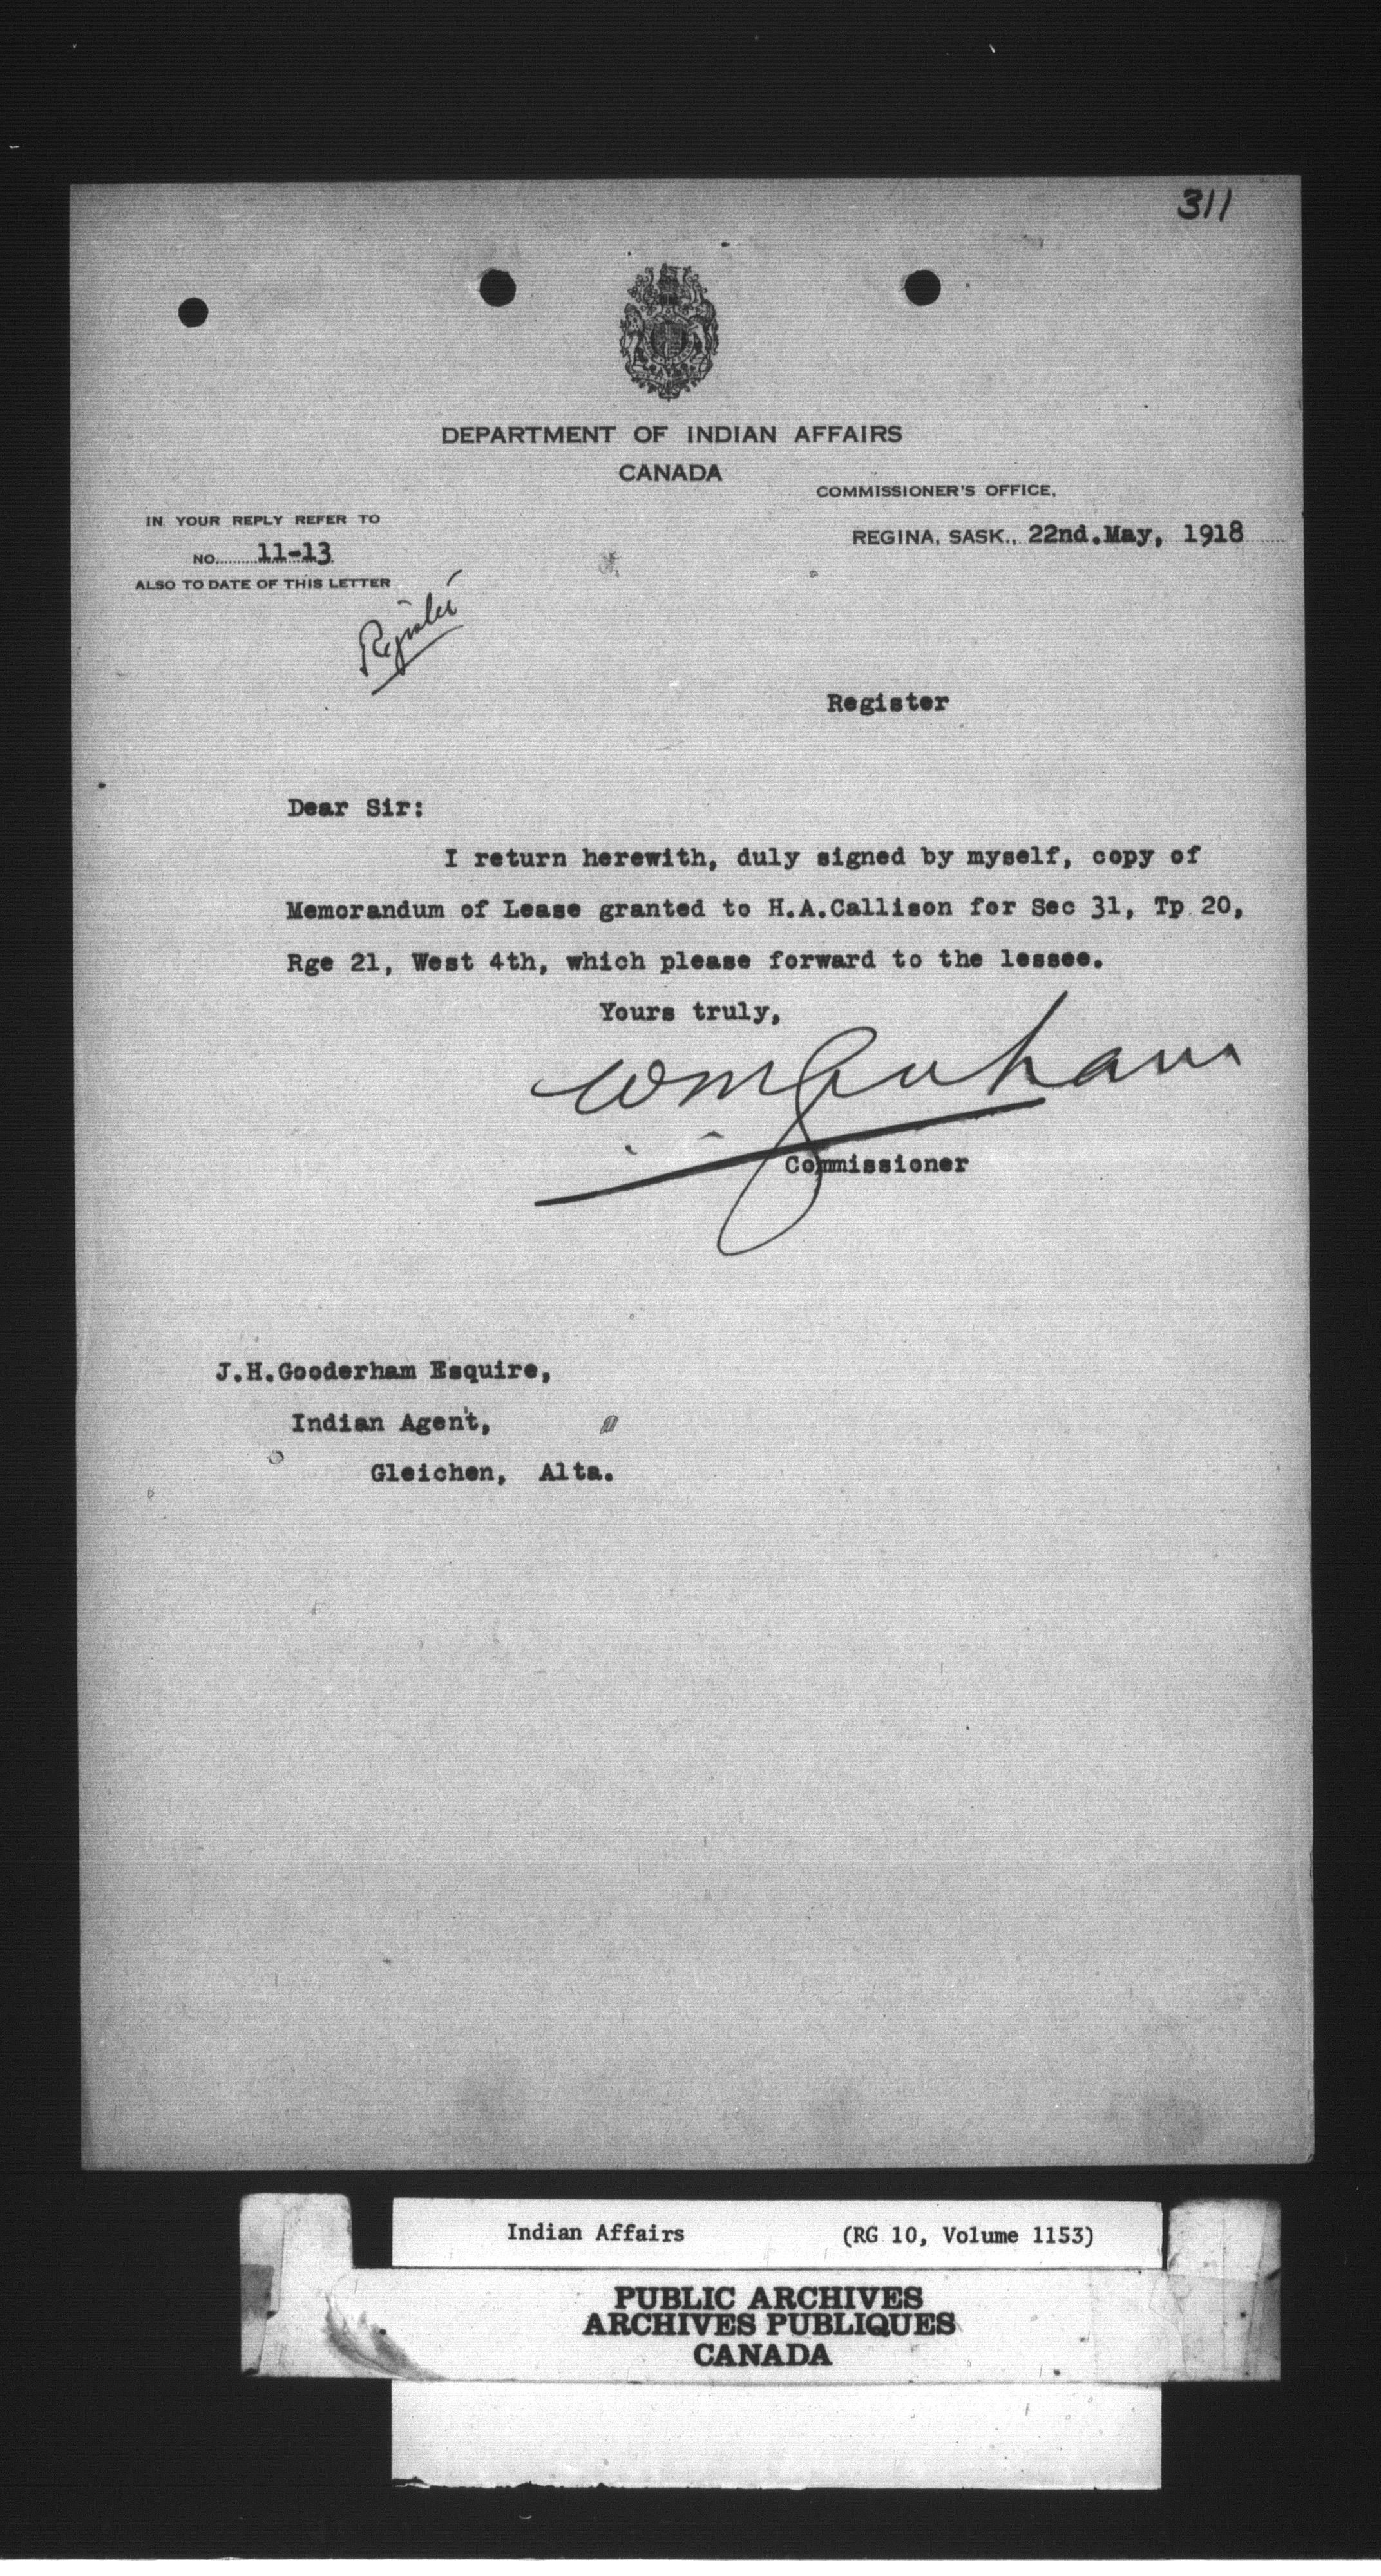 311
DEPARTMENT OF INDIAN AFFAIRS
CANADA
COMMISSIONER'S OFFICE,
IN YOUR REPLY REFER TO
REGINA, SASK., 22nd.May, 1918
NO. 11-13
ALSO TO DATE OF THIS LETTER
Register
Register
Dear Sir:
I return herewith, duly signed by myself, copy of
Memorandum of Lease granted to H.A.Callison for Sec 31, Tp 20,
Rge 21, West 4th, which please forward to the lessee.
Yours truly,
W M Graham
Commissioner
J.H.Gooderham Esquire,
Indian Agent,
Gleichen, Alta.
Indian Affairs (RG 10, Volume 1153)
PUBLIC ARCHIVES
ARCHIVES PUBLIQUES
CANADA